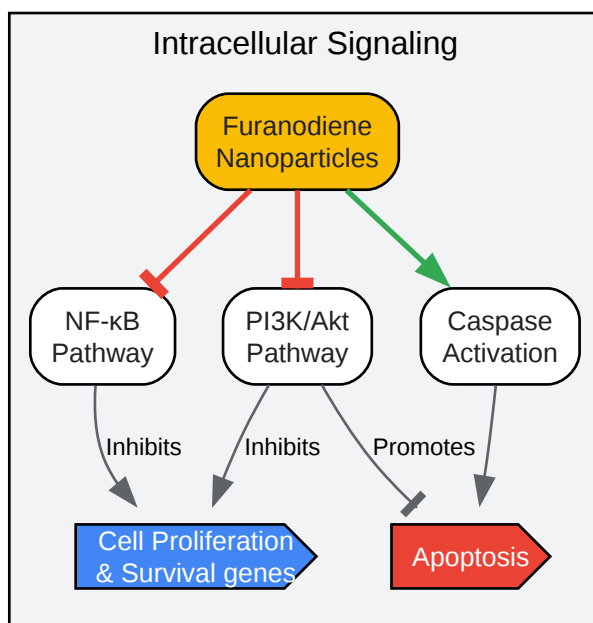 Intracellular Signaling
Furanodiene
Nanoparticles
NF-κB
Pathway
PI3K/Akt
Pathway
Caspase
Activation
Inhibits
Inhibits
Promotes
Cell Proliferation
& Survival genes
Apoptosis